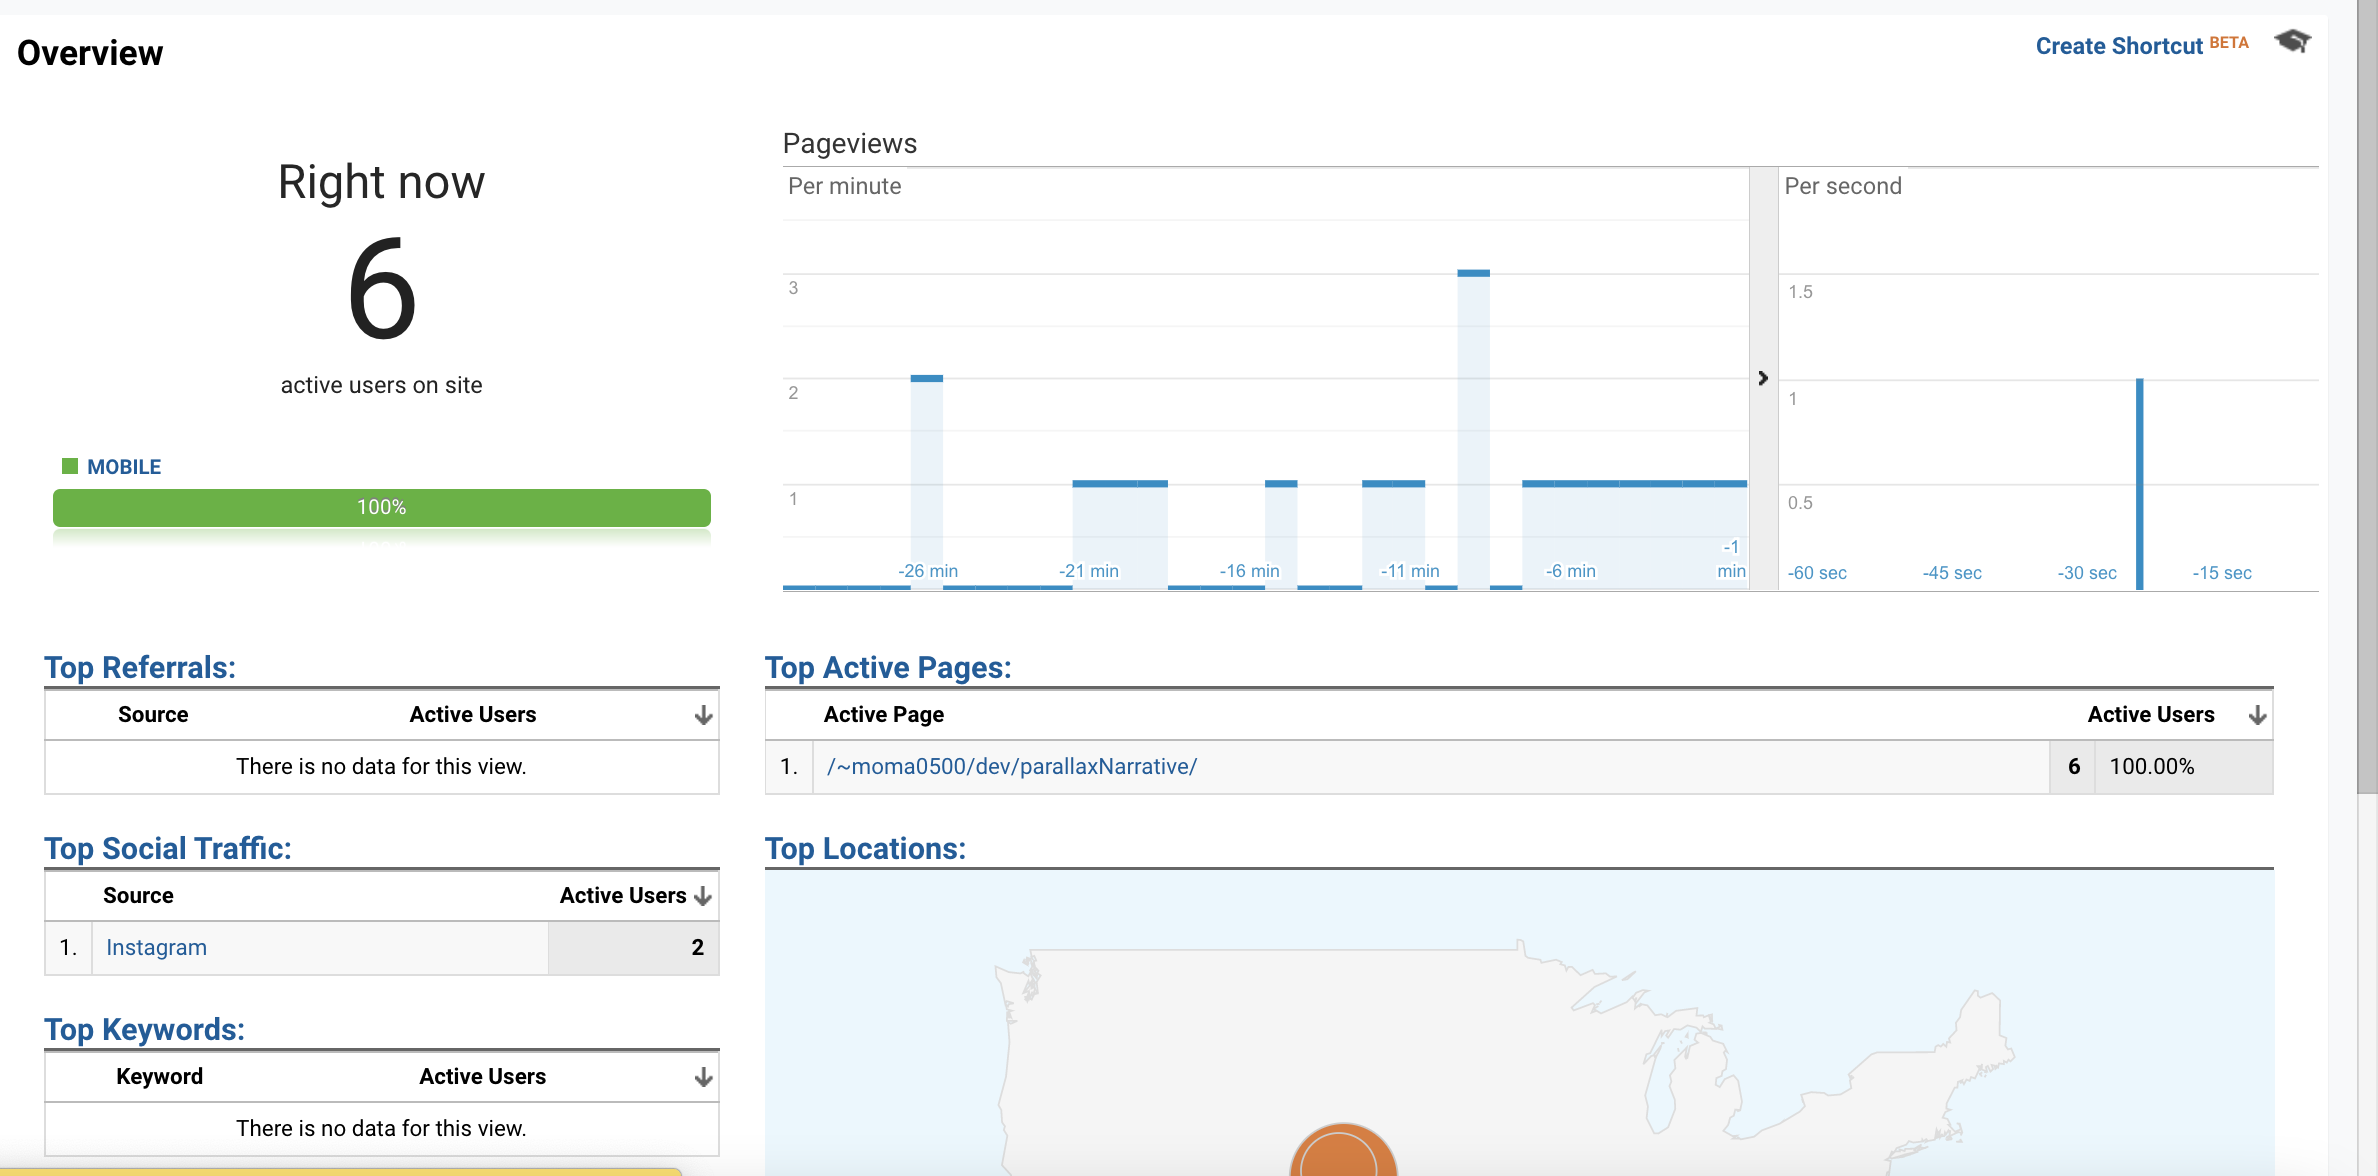 Overview
Create Shortcut BETA
Right now
6
active users on site
MOBILE
100%
Pageviews
Per minute
3
2
1
-26 min
-21 min
-16 min
-11 min
-6 min
-1
min
Per second
1.5
1
0.5
-60 sec
-45 sec
-30 sec
-15 sec
Top Referrals:
Source Active Users
There is no data for this view.
Top Active Pages:
Active Page Active Users
1. /~moma0500/dev/parallaxNarrative/ 6 100.00%
Top Social Traffic:
Source Active Users
1. Instagram 2
Top Locations:
Top Keywords:
Keyword Active Users
There is no data for this view.